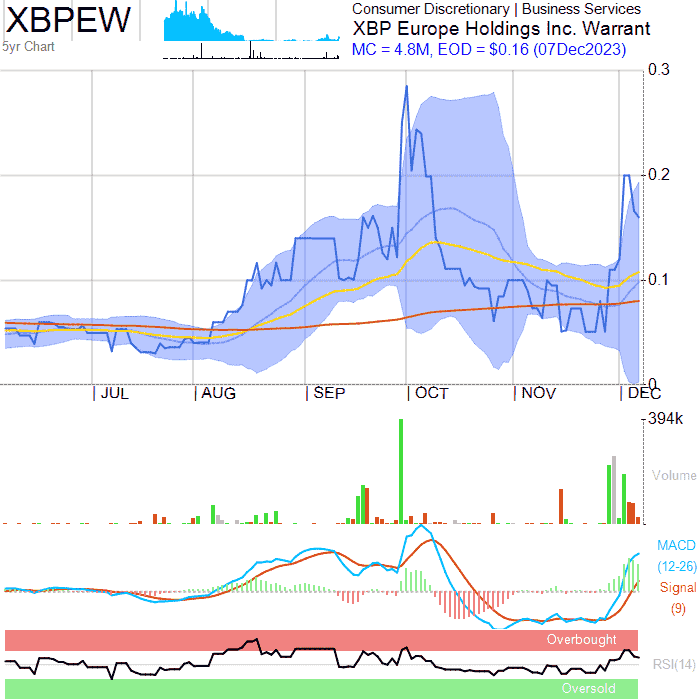 XBPEW
5yr Chart
Consumer Discretionary | Business Services
XBP Europe Holdings Inc. Warrant
MC = 4.8M, EOD = $0.16 (07Dec2023)
0.3
0.2
0.1
0
JUL AUG SEP OCT NOV DEC
394k
Volume
MACD
(12-26)
Signal
(9)
Overbought
RSI(14)
Oversold